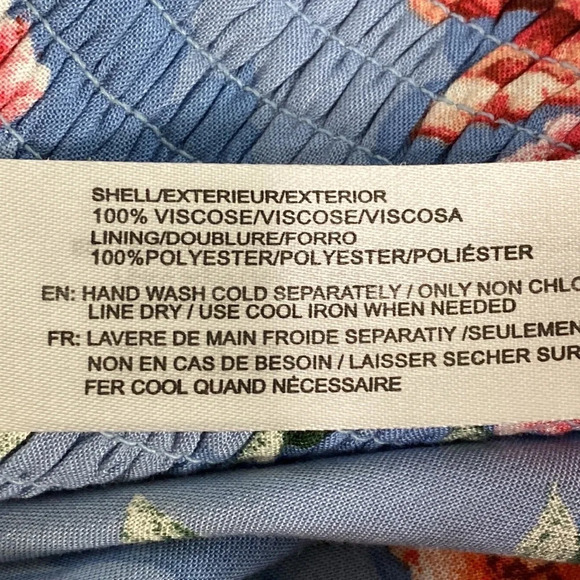 SHELL/EXTERIEUR/EXTERIOR
100% VISCOSE/VISCOSE/VISCOSA
LINING/DOUBLURE/FORRO
100%POLYESTER/POLYESTER/POLIÉSTER
EN: HAND WASH COLD SEPARATELY / ONLY NON CHLO
LINE DRY / USE COOL IRON WHEN NEEDED
FR: LAVERE DE MAIN FROIDE SEPARATIY /SEULEMEN
NON EN CAS DE BESOIN / LAISSER SECHER SUR
FER COOL QUAND NÉCESSAIRE